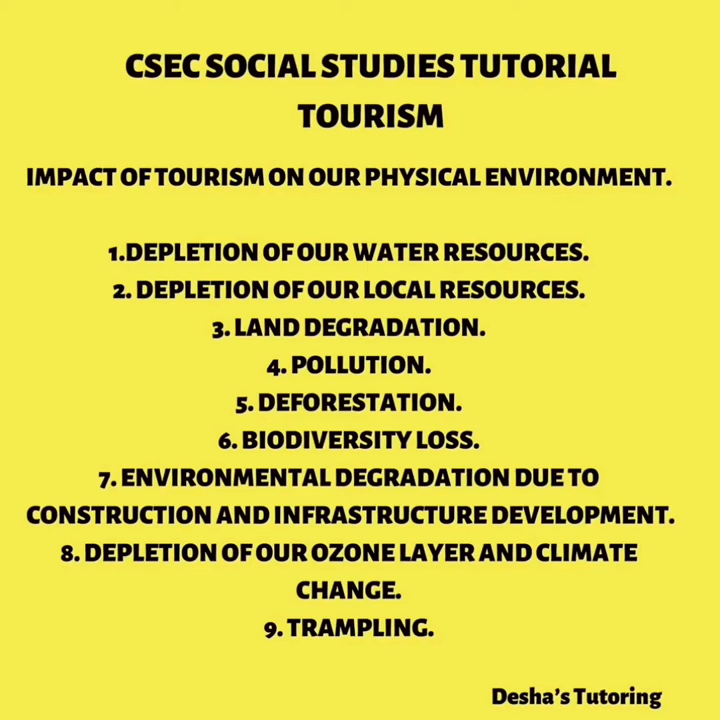 CSEC SOCIAL STUDIES TUTORIAL
TOURISM
IMPACT OF TOURISM ON OUR PHYSICAL ENVIRONMENT.
1.DEPLETION OF OUR WATER RESOURCES.
2. DEPLETION OF OUR LOCAL RESOURCES.
3. LAND DEGRADATION.
4. POLLUTION.
5. DEFORESTATION.
6. BIODIVERSITY LOSS.
7. ENVIRONMENTAL DEGRADATION DUE TO
CONSTRUCTION AND INFRASTRUCTURE DEVELOPMENT.
8. DEPLETION OF OUR OZONE LAYER AND CLIMATE
CHANGE.
9. TRAMPLING.
Desha's Tutoring